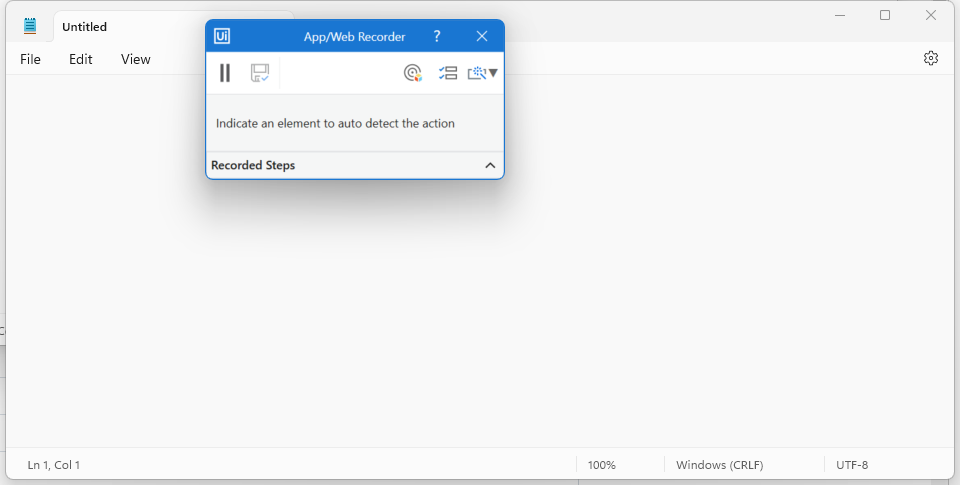 Untitled
Ui App/Web Recorder ?
File Edit View
Indicate an element to auto detect the action
Recorded Steps
Ln 1, Col 1 100% Windows (CRLF) UTF-8